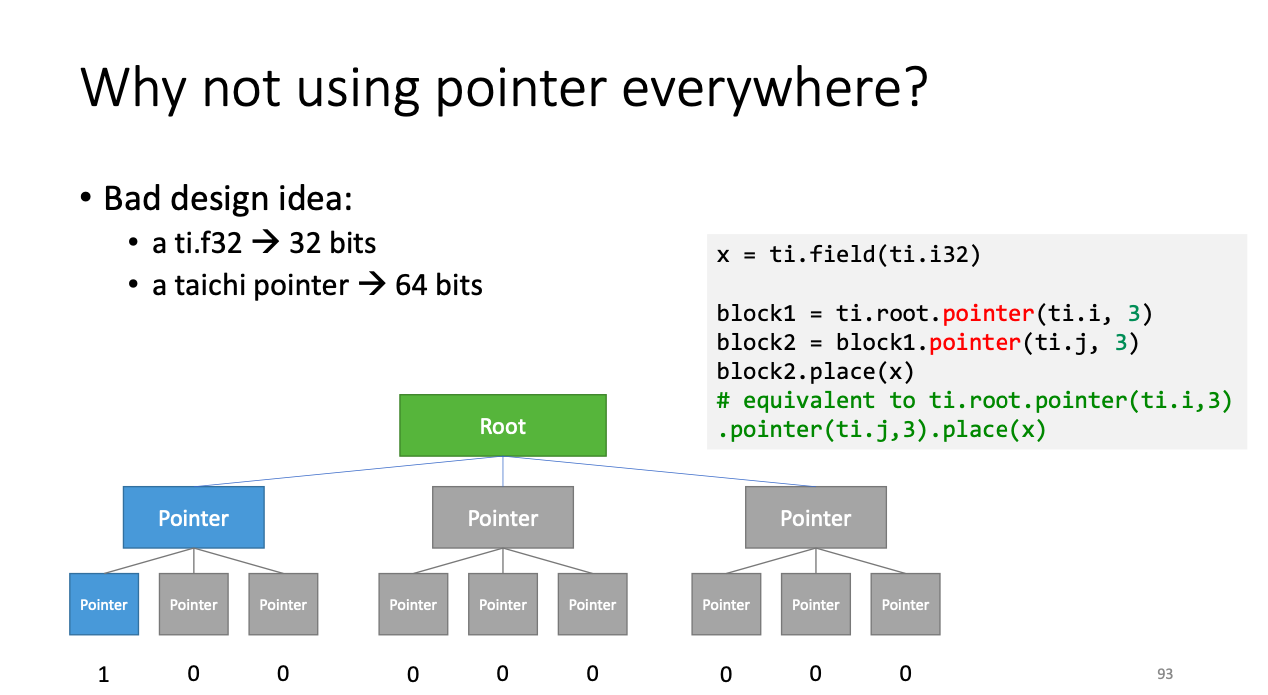 Why not using pointer everywhere?
• Bad design idea:
• a ti.f32 → 32 bits
• a taichi pointer → 64 bits
x = ti.field(ti.i32)
block1 = ti.root.pointer(ti.i, 3)
block2 = block1.pointer(ti.j, 3)
block2.place(x)
# equivalent to ti.root.pointer(ti.i,3)
.pointer(ti.j,3).place(x)
Root
Pointer Pointer Pointer
Pointer Pointer Pointer Pointer Pointer Pointer Pointer Pointer Pointer
1 0 0 0 0 0 0 0 0
93